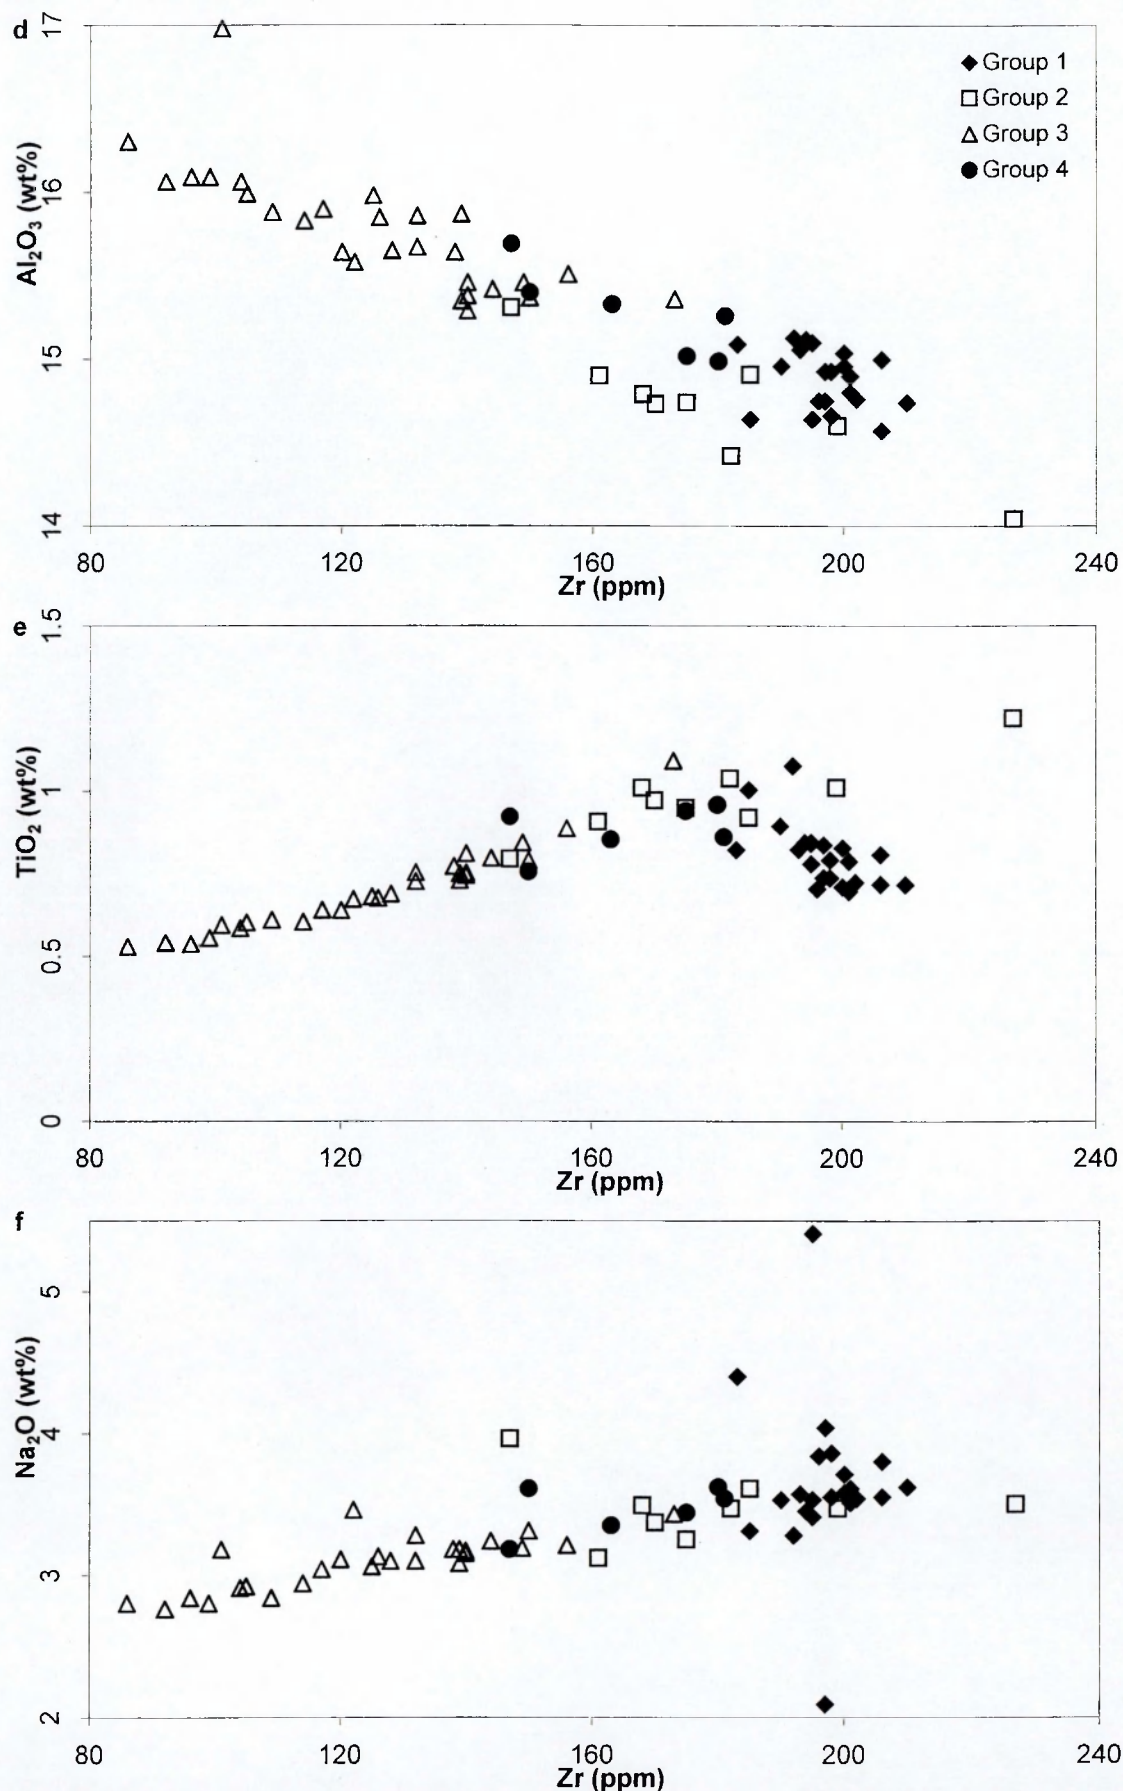 d
17
16
15
14
Al₂O₃ (wt%)
Group 1
Group 2
Group 3
Group 4
80 120 160 200 240
Zr (ppm)
e
1.5
1
0.5
0
TiO₂ (wt%)
80 120 160 200 240
Zr (ppm)
f
5
4
3
2
Na₂O (wt%)
80 120 160 200 240
Zr (ppm)